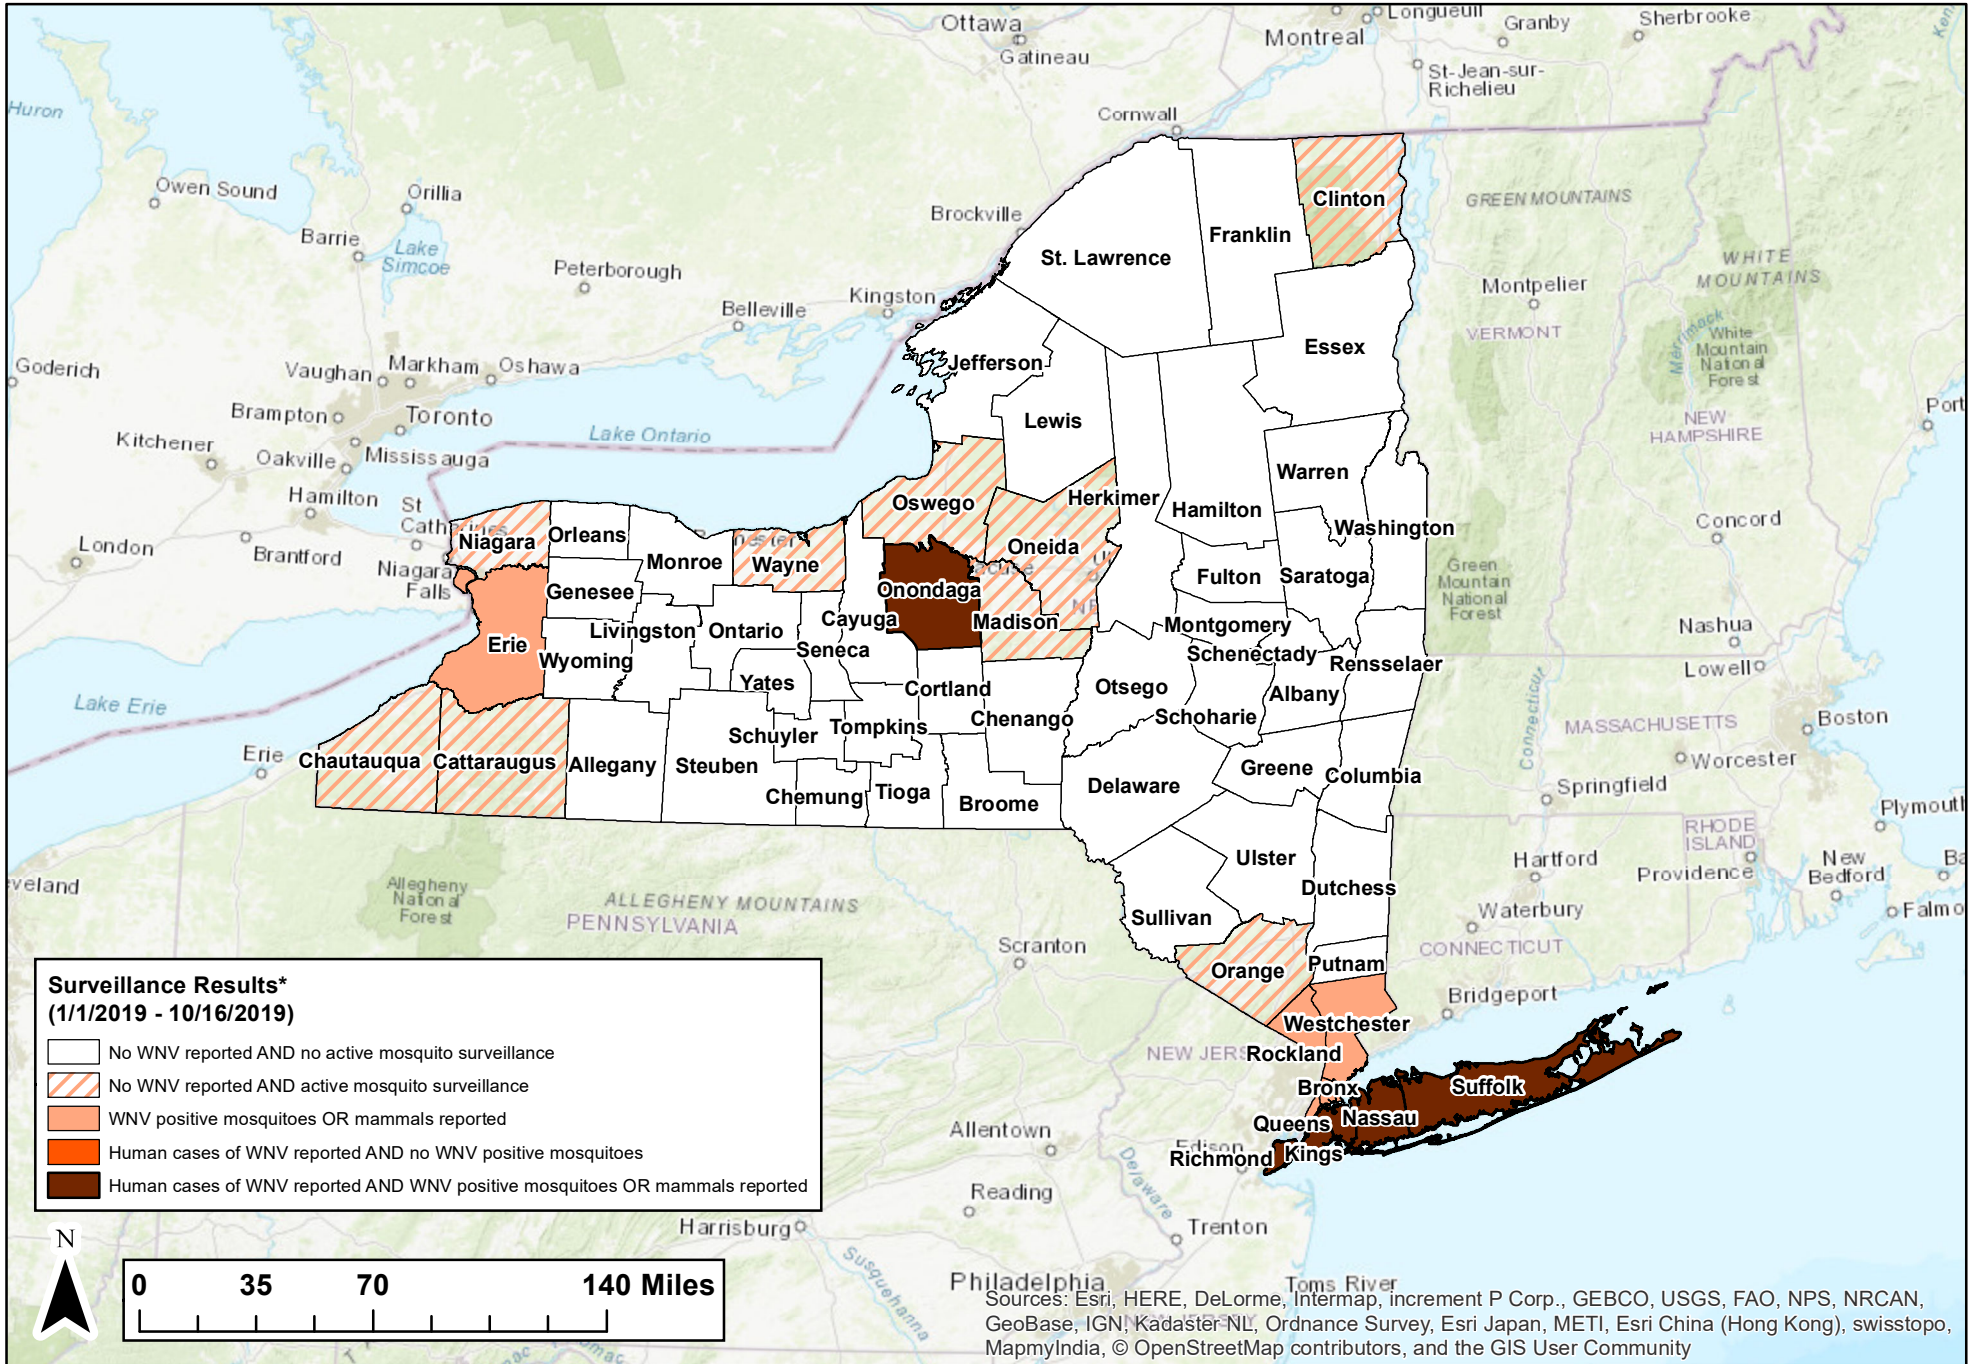 Ottawa
Gatineau
Montreal
Longueuil
Granby
Sherbrooke
St-Jean-sur-
Richelieu
Cornwall
Huron
Owen Sound
Orillia
Barrie
Lake
Simcoe
Peterborough
Brockville
Belleville
Kingston
Clinton
Franklin
St. Lawrence
GREEN MOUNTAINS
WHITE
MOUNTAINS
Montpelier
VERMONT
Merrimack
White
Mountain
National
Forest
Essex
Goderich
Vaughan
Markham
Oshawa
Brampton
Toronto
Kitchener
Oakville
Mississauga
Lake Ontario
Jefferson
Lewis
NEW
HAMPSHIRE
Port
Hamilton
St
Catharines
London
Brantford
Niagara
Falls
Niagara
Orleans
Monroe
Wayne
Oswego
Oneida
Herkimer
Hamilton
Warren
Washington
Concord
Genesee
Onondaga
Madison
Fulton
Saratoga
Green
Mountain
National
Forest
Erie
Wyoming
Livingston
Ontario
Cayuga
Seneca
Yates
Montgomery
Schenectady
Rensselaer
Nashua
Lowell
Lake Erie
Erie
Chautauqua
Cattaraugus
Allegany
Steuben
Schuyler
Tompkins
Cortland
Chenango
Otsego
Schoharie
Albany
MASSACHUSETTS
Boston
Worcester
Connecticut
Springfield
Chemung
Tioga
Broome
Delaware
Greene
Columbia
Plymouth
RHODE
ISLAND
Providence
New
Bedford
Hartford
Ulster
Dutchess
Allegheny
National
Forest
ALLEGHENY MOUNTAINS
PENNSYLVANIA
Sullivan
Waterbury
CONNECTICUT
Falmo
Scranton
Orange
Putnam
Bridgeport
Westchester
NEW JERS
Rockland
Bronx
Suffolk
Nassau
Queens
Kings
Richmond
Edison
Allentown
Delaware
Reading
Trenton
Harrisburg
Susquehanna
Philadelphia
Toms River
Surveillance Results*
(1/1/2019 - 10/16/2019)
No WNV reported AND no active mosquito surveillance
No WNV reported AND active mosquito surveillance
WNV positive mosquitoes OR mammals reported
Human cases of WNV reported AND no WNV positive mosquitoes
Human cases of WNV reported AND WNV positive mosquitoes OR mammals reported
N
0 35 70 140 Miles
Sources: Esri, HERE, DeLorme, Intermap, increment P Corp., GEBCO, USGS, FAO, NPS, NRCAN,
GeoBase, IGN, Kadaster NL, Ordnance Survey, Esri Japan, METI, Esri China (Hong Kong), swisstopo,
MapmyIndia, © OpenStreetMap contributors, and the GIS User Community